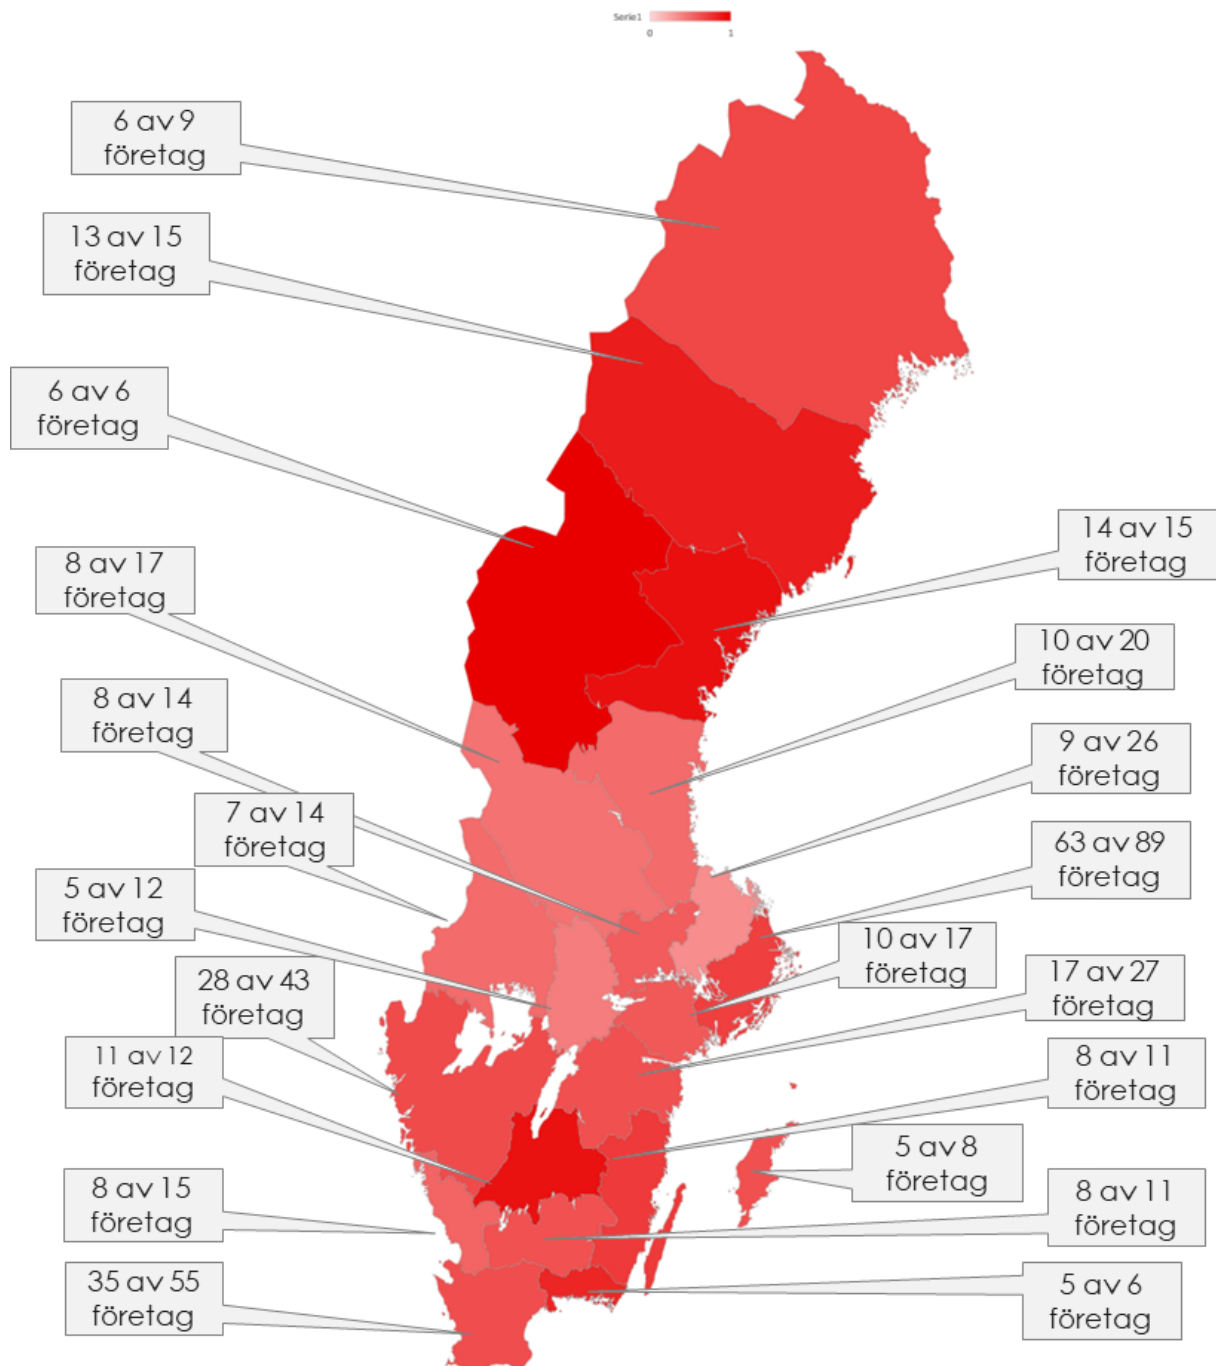 Serie1
0 1
6 av 9
företag
13 av 15
företag
6 av 6
företag
8 av 17
företag
8 av 14
företag
7 av 14
företag
5 av 12
företag
28 av 43
företag
11 av 12
företag
8 av 15
företag
35 av 55
företag
14 av 15
företag
10 av 20
företag
9 av 26
företag
63 av 89
företag
10 av 17
företag
17 av 27
företag
8 av 11
företag
5 av 8
företag
8 av 11
företag
5 av 6
företag